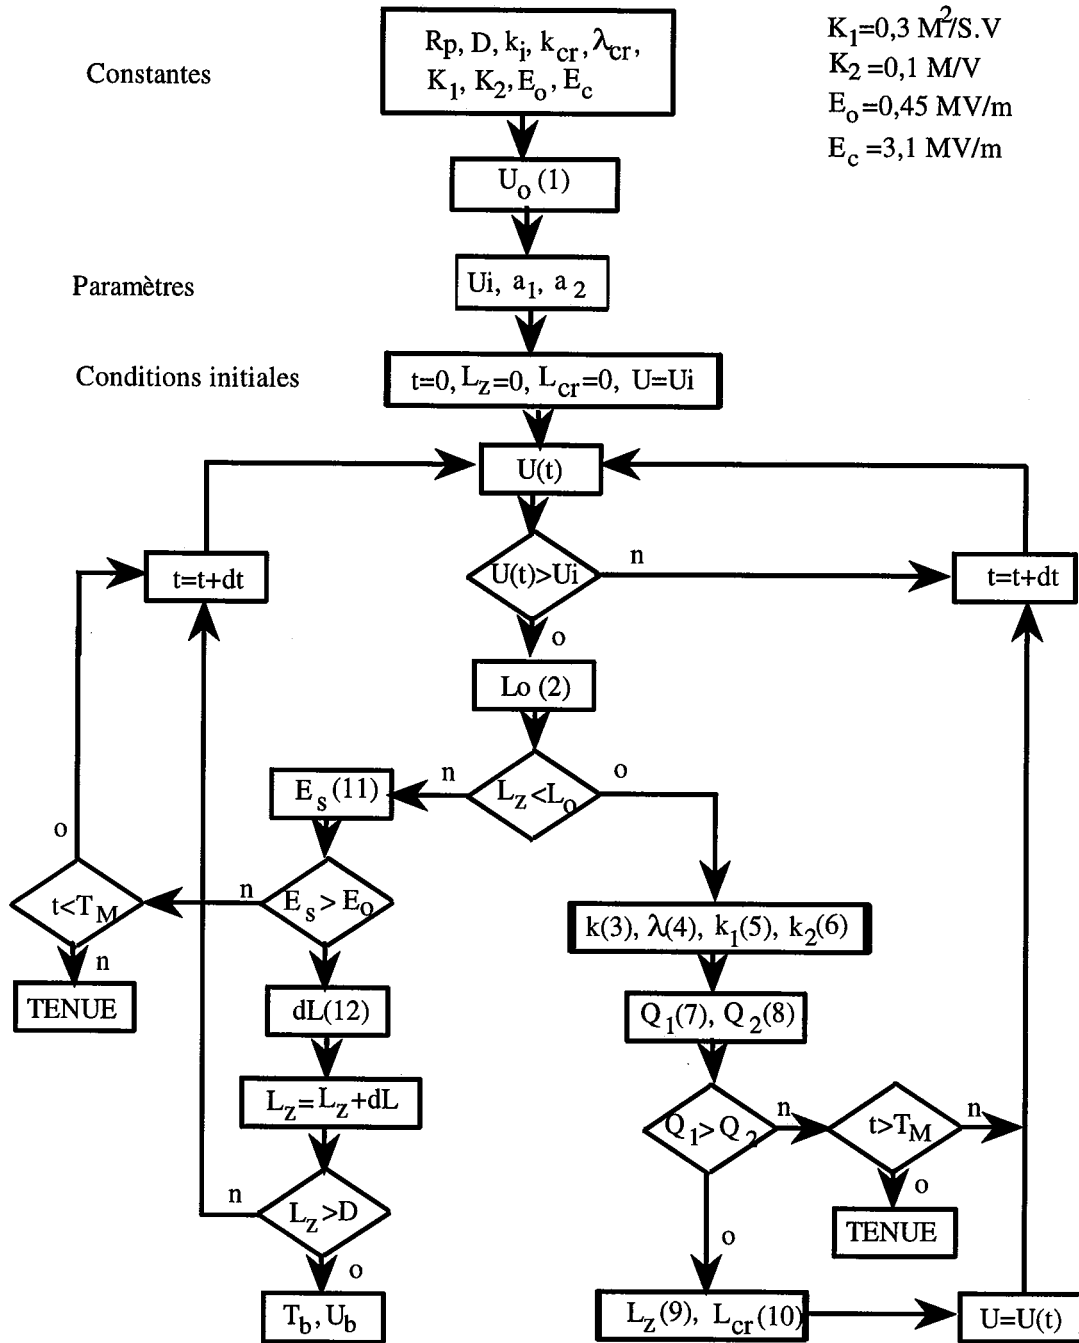 Constantes
Rp, D, ki, kcr, λcr,
K1, K2, Eo, Ec
K1=0,3 M²/S.V
K2 =0,1 M/V
Eo=0,45 MV/m
Ec =3,1 MV/m
Uo (1)
Paramètres
Ui, a1, a2
Conditions initiales
t=0, Lz=0, Lcr=0, U=Ui
U(t)
t=t+dt
U(t)>Ui
n
t=t+dt
o
Lo (2)
Es (11)
n
Lz<Lo
o
o
t<TM
n
Es > Eo
k(3), λ(4), k1(5), k2(6)
n
TENUE
dL(12)
Q1(7), Q2(8)
Lz=Lz+dL
Q1>Q2
n
t>TM
n
n
Lz>D
o
TENUE
o
o
Tb, Ub
Lz(9), Lcr(10)
U=U(t)